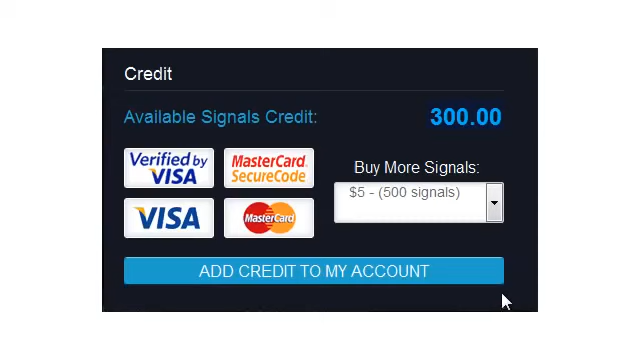 Credit
Available Signals Credit: 300.00
Verified by VISA
MasterCard. SecureCode
Buy More Signals:
$5 - (500 signals)
VISA
MasterCard
ADD CREDIT TO MY ACCOUNT